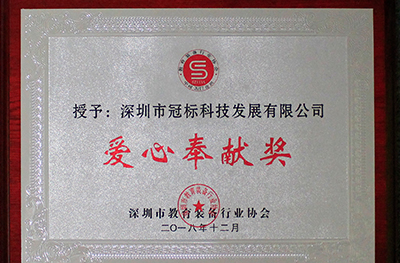 授予：深圳市冠标科技发展有限公司
爱心奉献奖
深圳市教育装备行业协会
二〇一八年十二月